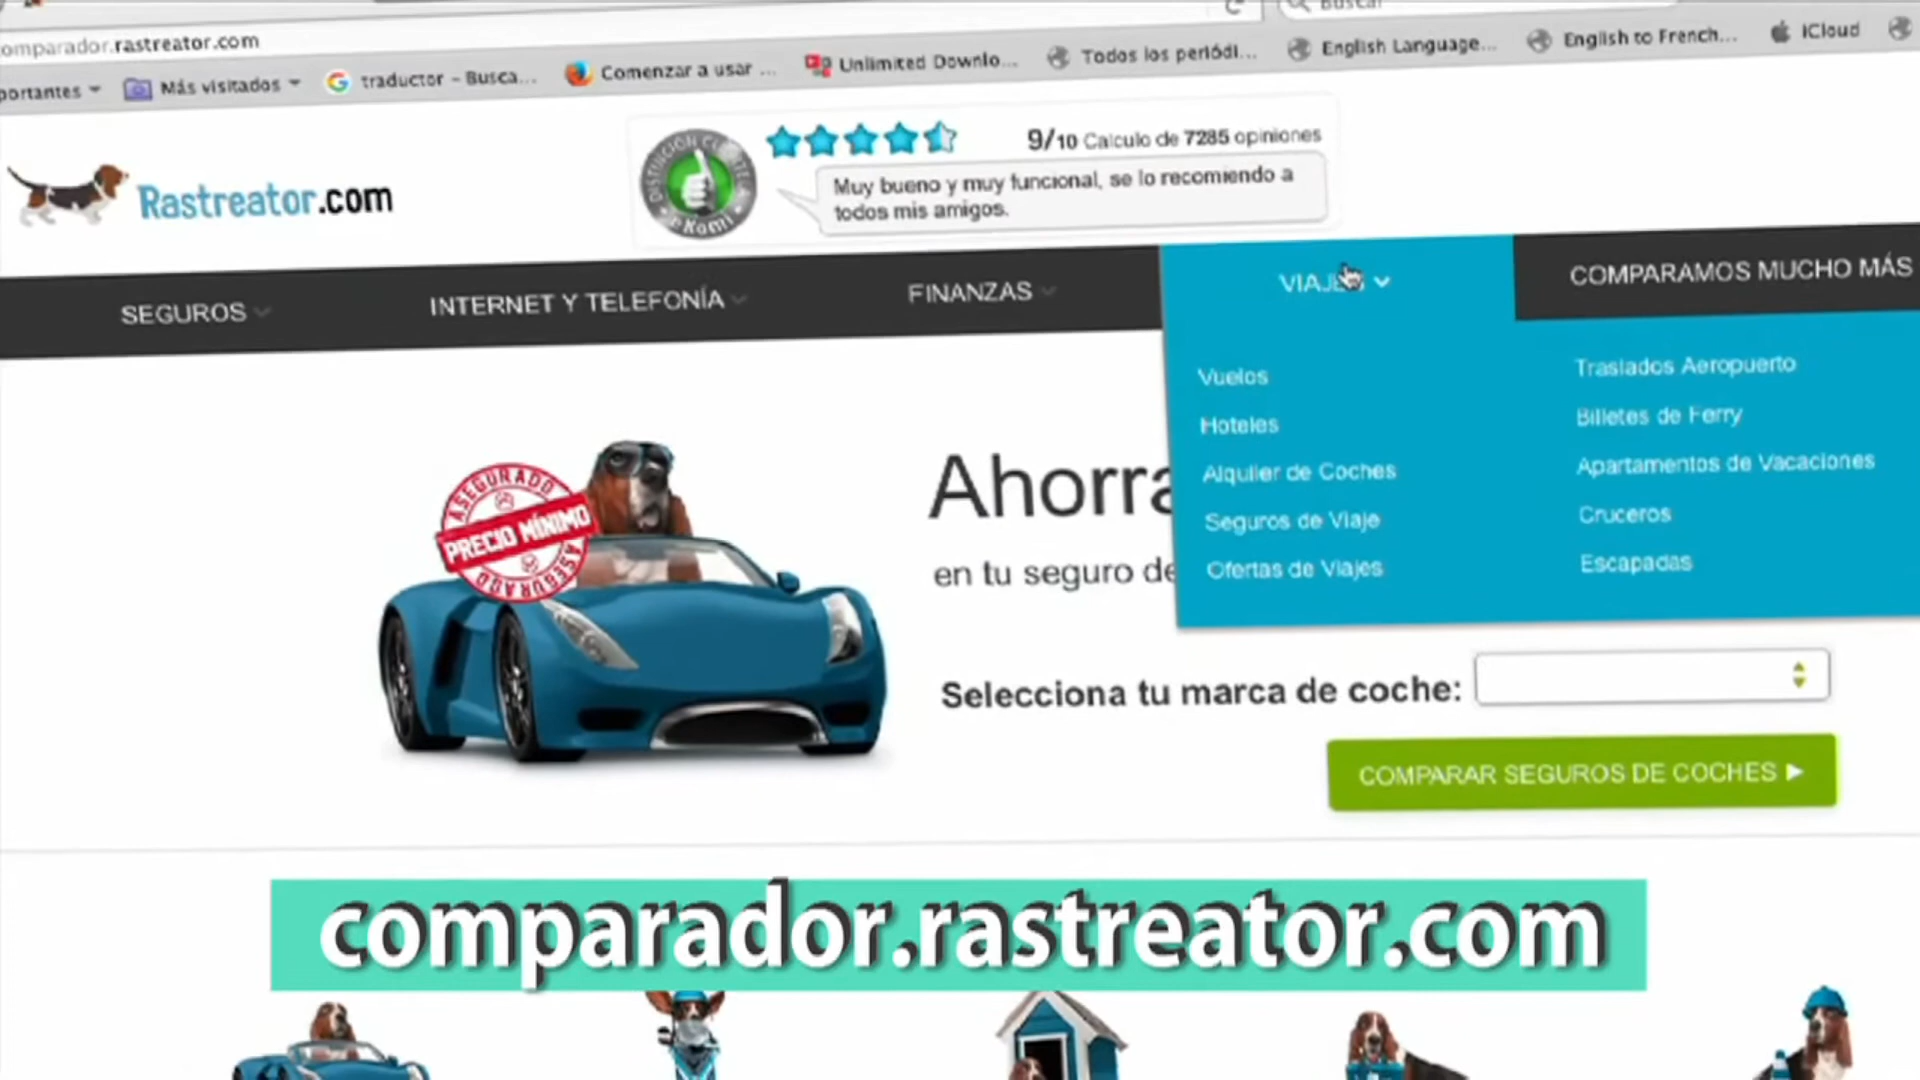 Buscar
omparador.rastreator.com
portantes
Más visitados
traductor – Busca...
Comenzar a usar ...
Unlimited Downlo...
Todos los periódi...
English Language...
English to French...
iCloud
Rastreator.com
DISTINCIÓN CLIENTE
eKomi
9/10 Calculo de 7285 opiniones
Muy bueno y muy funcional, se lo recomiendo a
todos mis amigos.
SEGUROS
INTERNET Y TELEFONÍA
FINANZAS
VIAJES
COMPARAMOS MUCHO MÁS
Vuelos
Hoteles
Alquiler de Coches
Seguros de Viaje
Ofertas de Viajes
Traslados Aeropuerto
Billetes de Ferry
Apartamentos de Vacaciones
Cruceros
Escapadas
ASEGURADO
PRECIO MÍNIMO
ASEGURADO
Ahorra
en tu seguro de
Selecciona tu marca de coche:
COMPARAR SEGUROS DE COCHES ▶
comparador.rastreator.com